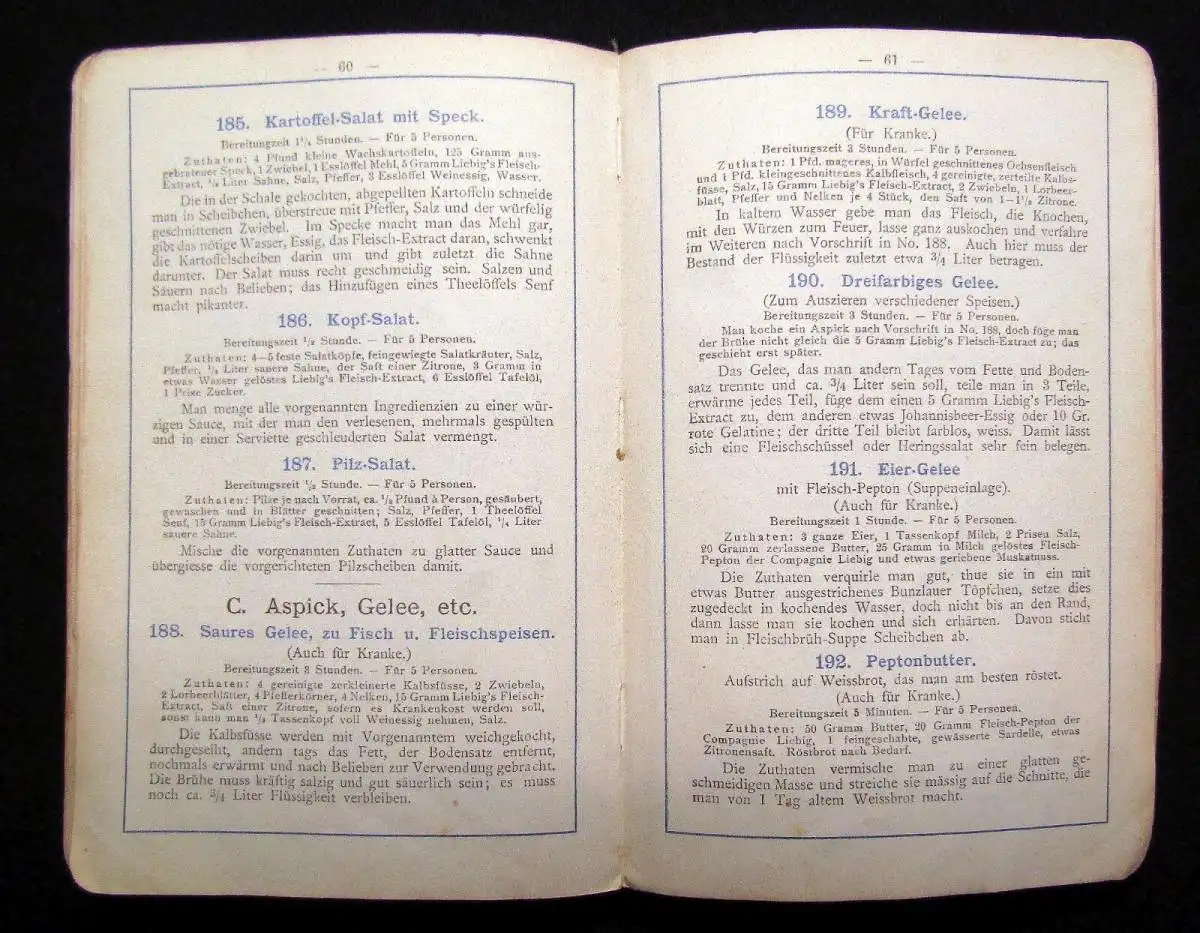 — 60 —
185. Kartoffel-Salat mit Speck.
Bereitungszeit 1¼ Stunden. — Für 5 Personen.
Zuthaten: 4 Pfund kleine Wachskartoffeln, 125 Gramm aus-
gebratener Speck, 1 Zwiebel, 1 Esslöffel Mehl, 5 Gramm Liebig's Fleisch-
Extract, ¼ Liter Sahne, Salz, Pfeffer, 3 Esslöffel Weinessig, Wasser.
Die in der Schale gekochten, abgepellten Kartoffeln schneide
man in Scheibchen, überstreue mit Pfeffer, Salz und der würfelig
geschnittenen Zwiebel. Im Specke macht man das Mehl gar,
gibt das nötige Wasser, Essig, das Fleisch-Extract daran, schwenkt
die Kartoffelscheiben darin um und gibt zuletzt die Sahne
darunter. Der Salat muss recht geschmeidig sein. Salzen und
Säuern nach Belieben; das Hinzufügen eines Theelöffels Senf
macht pikanter.
186. Kopf-Salat.
Bereitungszeit ½ Stunde. — Für 5 Personen.
Zuthaten: 4—5 feste Salatköpfe, feingewiegte Salatkräuter, Salz,
Pfeffer, ¼ Liter sauere Sahne, der Saft einer Zitrone, 3 Gramm in
etwas Wasser gelöstes Liebig's Fleisch-Extract, 6 Esslöffel Tafelöl,
1 Prise Zucker.
Man menge alle vorgenannten Ingredienzien zu einer wür-
zigen Sauce, mit der man den verlesenen, mehrmals gespülten
und in einer Serviette geschleuderten Salat vermengt.
187. Pilz-Salat.
Bereitungszeit ½ Stunde. — Für 5 Personen.
Zuthaten: Pilze je nach Vorrat, ca. ½ Pfund à Person, gesäubert,
gewaschen und in Blätter geschnitten; Salz, Pfeffer, 1 Theelöffel
Senf, 15 Gramm Liebig's Fleisch-Extract, 5 Esslöffel Tafelöl, ¼ Liter
sauere Sahne.
Mische die vorgenannten Zuthaten zu glatter Sauce und
übergiesse die vorgerichteten Pilzscheiben damit.
C. Aspick, Gelee, etc.
188. Saures Gelee, zu Fisch u. Fleischspeisen.
(Auch für Kranke.)
Bereitungszeit 3 Stunden. — Für 5 Personen.
Zuthaten: 4 gereinigte zerkleinerte Kalbsfüsse, 2 Zwiebeln,
2 Lorbeerblätter, 4 Pfefferkörner, 4 Nelken, 15 Gramm Liebig's Fleisch-
Extract, Saft einer Zitrone, sofern es Krankenkost werden soll,
sonst kann man ½ Tassenkopf voll Weinessig nehmen, Salz.
Die Kalbsfüsse werden mit Vorgenanntem weichgekocht,
durchgeseiht, andern tags das Fett, der Bodensatz entfernt,
nochmals erwärmt und nach Belieben zur Verwendung gebracht.
Die Brühe muss kräftig salzig und gut säuerlich sein; es muss
noch ca. ¾ Liter Flüssigkeit verbleiben.
— 61 —
189. Kraft-Gelee.
(Für Kranke.)
Bereitungszeit 3 Stunden. — Für 5 Personen.
Zuthaten: 1 Pfd. mageres, in Würfel geschnittenes Ochsenfleisch
und 1 Pfd. kleingeschnittenes Kalbfleisch, 4 gereinigte, zerteilte Kalbs-
füsse, Salz, 15 Gramm Liebig's Fleisch-Extract, 2 Zwiebeln, 1 Lorbeer-
blatt, Pfeffer und Nelken je 4 Stück, den Saft von 1—1½ Zitrone.
In kaltem Wasser gebe man das Fleisch, die Knochen,
mit den Würzen zum Feuer, lasse ganz auskochen und verfahre
im Weiteren nach Vorschrift in No. 188. Auch hier muss der
Bestand der Flüssigkeit zuletzt etwa ¾ Liter betragen.
190. Dreifarbiges Gelee.
(Zum Auszieren verschiedener Speisen.)
Bereitungszeit 3 Stunden. — Für 5 Personen.
Man koche ein Aspick nach Vorschrift in No. 188, doch füge man
der Brühe nicht gleich die 5 Gramm Liebig's Fleisch-Extract zu; das
geschieht erst später.
Das Gelee, das man andern Tages vom Fette und Boden-
satz trennte und ca. ¾ Liter sein soll, teile man in 3 Teile,
erwärme jedes Teil, füge dem einen 5 Gramm Liebig's Fleisch-
Extract zu, dem anderen etwas Johannisbeer-Essig oder 10 Gr.
rote Gelatine; der dritte Teil bleibt farblos, weiss. Damit lässt
sich eine Fleischschüssel oder Heringssalat sehr fein belegen.
191. Eier-Gelee
mit Fleisch-Pepton (Suppeneinlage).
(Auch für Kranke.)
Bereitungszeit 1 Stunde. — Für 5 Personen.
Zuthaten: 3 ganze Eier, 1 Tassenkopf Milch, 2 Prisen Salz,
20 Gramm zerlassene Butter, 25 Gramm in Milch gelöstes Fleisch-
Pepton der Compagnie Liebig und etwas geriebene Muskatnuss.
Die Zuthaten verquirle man gut, thue sie in ein mit
etwas Butter ausgestrichenes Bunzlauer Töpfchen, setze dies
zugedeckt in kochendes Wasser, doch nicht bis an den Rand,
dann lasse man sie kochen und sich erhärten. Davon sticht
man in Fleischbrüh-Suppe Scheibchen ab.
192. Peptonbutter.
Aufstrich auf Weissbrot, das man am besten röstet.
(Auch für Kranke.)
Bereitungszeit 5 Minuten. — Für 5 Personen.
Zuthaten: 50 Gramm Butter, 20 Gramm Fleisch-Pepton der
Compagnie Liebig, 1 feingeschabte, gewässerte Sardelle, etwas
Zitronensaft. Röstbrot nach Bedarf.
Die Zuthaten vermische man zu einer glatten ge-
schmeidigen Masse und streiche sie mässig auf die Schnitte, die
man von 1 Tag altem Weissbrot macht.